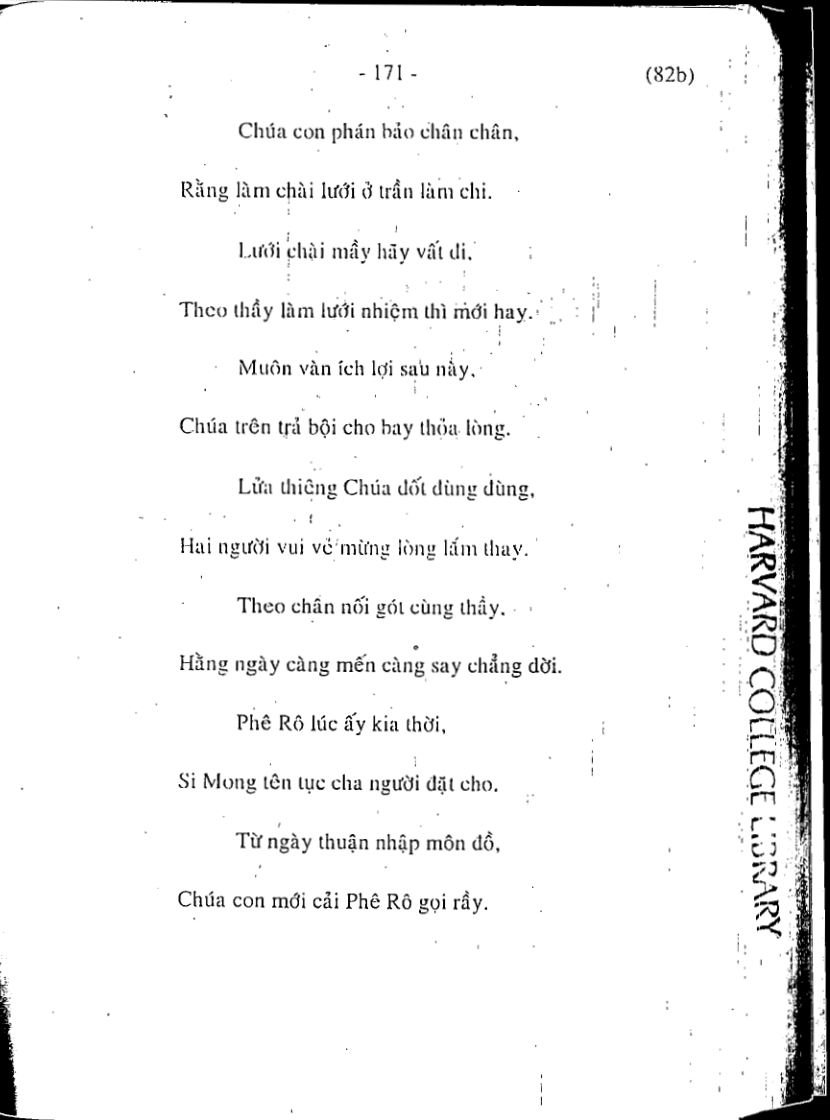 - 171 - (82b)
Chúa con phán bảo chân chân,
Rằng làm chài lưới ở trần làm chi.
Lưới chài mầy hãy vất đi,
Theo thầy làm lưới nhiệm thì mới hay.
Muôn vàn ích lợi sau nầy,
Chúa trên trả bội cho bay thỏa lòng.
Lửa thiêng Chúa đốt dùng dùng,
Hai người vui vẻ mừng lòng lắm thay.
Theo chân nối gót cùng thầy.
Hằng ngày càng mến càng say chẳng dời.
Phê Rô lúc ấy kia thời,
Si Mong tên tục cha người đặt cho.
Từ ngày thuận nhập môn đồ,
Chúa con mới cải Phê Rô gọi rầy.
HARVARD COLLEGE LIBRARY